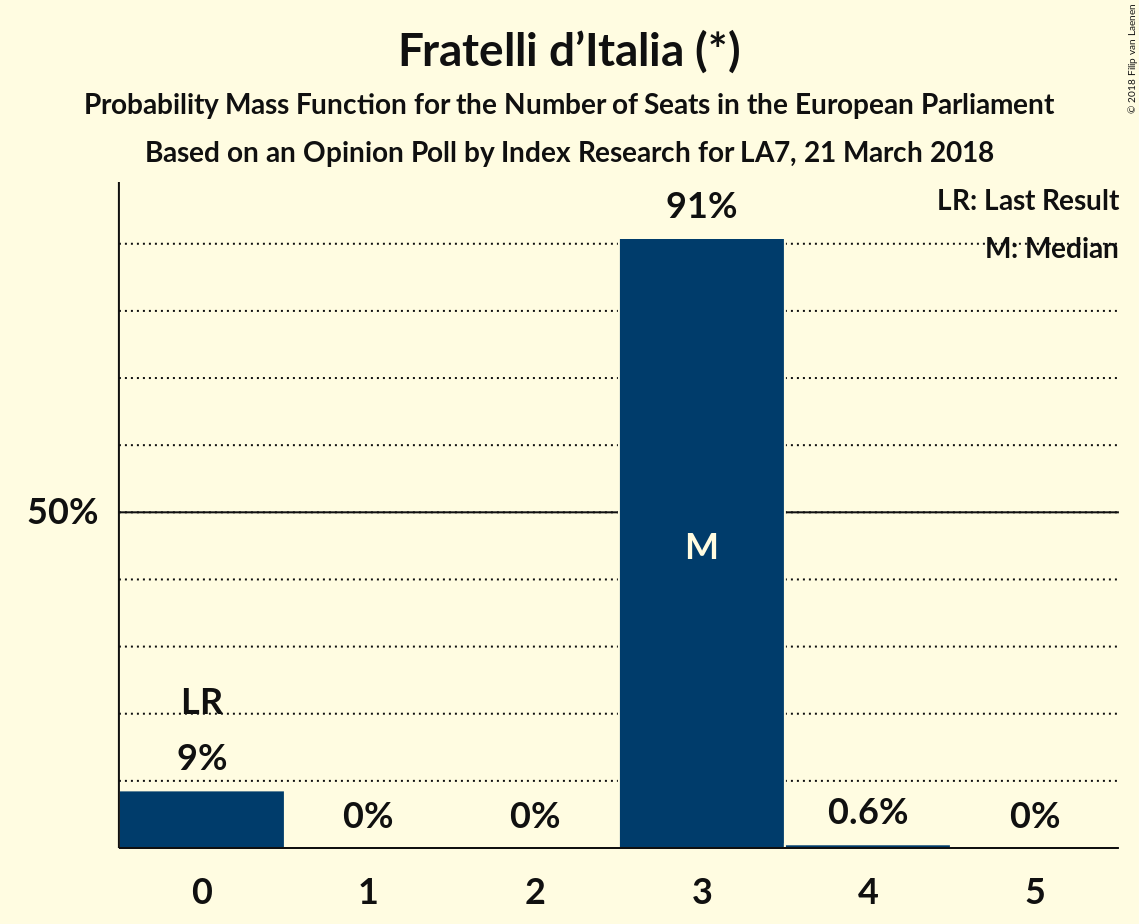 Fratelli d’Italia (*)
Probability Mass Function for the Number of Seats in the European Parliament
Based on an Opinion Poll by Index Research for LA7, 21 March 2018
© 2018 Filip van Laenen
LR: Last Result
M: Median
91%
50%
M
LR
9%
0%
0%
0.6%
0%
0
1
2
3
4
5